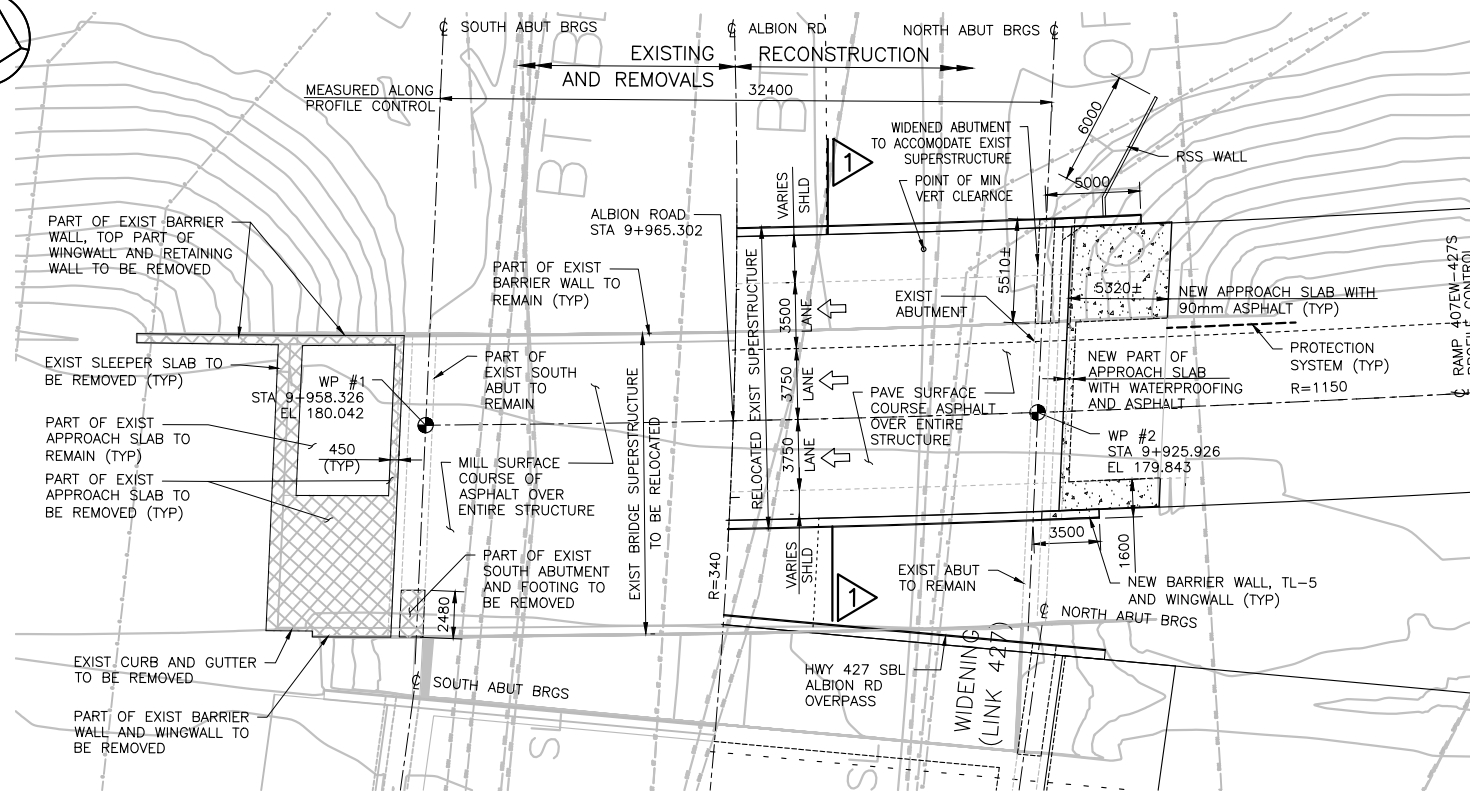 ℄ SOUTH ABUT BRGS
℄ ALBION RD
NORTH ABUT BRGS ℄
EXISTING
AND REMOVALS
RECONSTRUCTION
MEASURED ALONG
PROFILE CONTROL
32400
BT
BT
WIDENED ABUTMENT
TO ACCOMODATE EXIST
SUPERSTRUCTURE
POINT OF MIN
VERT CLEARNCE
6000
RSS WALL
5000
1
VARIES
SHLD
ALBION ROAD
STA 9+965.302
PART OF EXIST BARRIER
WALL, TOP PART OF
WINGWALL AND RETAINING
WALL TO BE REMOVED
PART OF EXIST
BARRIER WALL TO
REMAIN (TYP)
EXIST
ABUTMENT
5510±
5320±
NEW APPROACH SLAB WITH
90mm ASPHALT (TYP)
PROTECTION
SYSTEM (TYP)
R=1150
℄ RAMP 407EW-427S
3500
LANE
3750
LANE
3750
LANE
RELOCATED EXIST SUPERSTRUCTURE
EXIST SLEEPER SLAB TO
BE REMOVED (TYP)
WP #1
STA 9+958.326
EL 180.042
PART OF
EXIST SOUTH
ABUT TO
REMAIN
PAVE SURFACE
COURSE ASPHALT
OVER ENTIRE
STRUCTURE
NEW PART OF
APPROACH SLAB
WITH WATERPROOFING
AND ASPHALT
WP #2
STA 9+925.926
EL 179.843
PART OF EXIST
APPROACH SLAB TO
REMAIN (TYP)
450
(TYP)
PART OF EXIST
APPROACH SLAB TO
BE REMOVED (TYP)
MILL SURFACE
COURSE OF
ASPHALT OVER
ENTIRE STRUCTURE
EXIST BRIDGE SUPERSTRUCTURE
TO BE RELOCATED
PART OF EXIST
SOUTH ABUTMENT
AND FOOTING TO
BE REMOVED
2480
R=340
VARIES
SHLD
1
EXIST ABUT
TO REMAIN
3500
1600
NEW BARRIER WALL, TL-5
AND WINGWALL (TYP)
℄ NORTH ABUT BRGS
EXIST CURB AND GUTTER
TO BE REMOVED
℄ SOUTH ABUT BRGS
HWY 427 SBL
ALBION RD
OVERPASS
WIDENING
(LINK 427)
PART OF EXIST BARRIER
WALL AND WINGWALL TO
BE REMOVED
SL